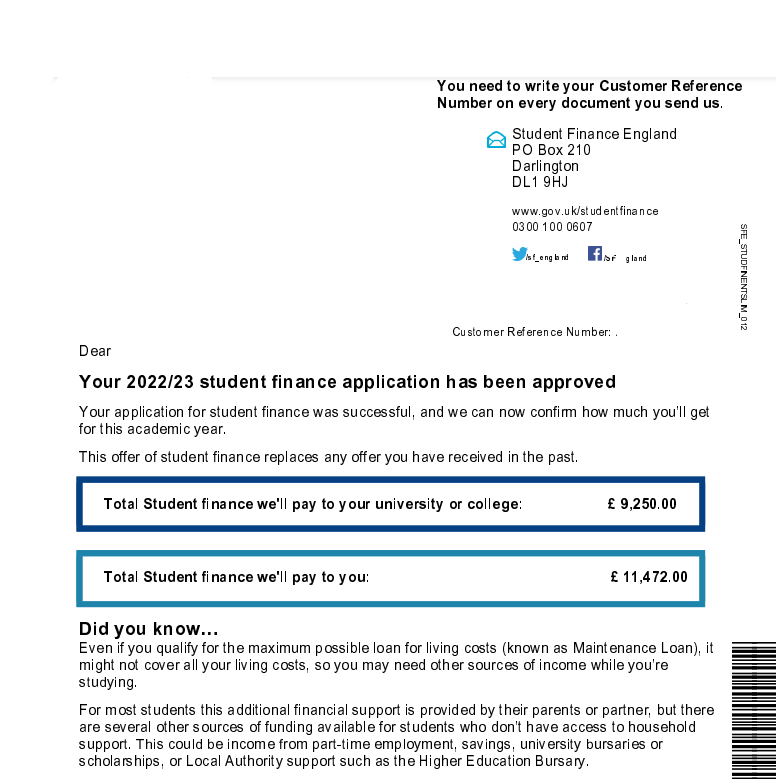 You need to write your Customer Reference
Number on every document you send us.
Student Finance England
PO Box 210
Darlington
DL1 9HJ
www.gov.uk/studentfinance
0300 100 0607
/sf_england
gland
SFE_STUDFINENTSLIM_012
Customer Reference Number: .
Dear
Your 2022/23 student finance application has been approved
Your application for student finance was successful, and we can now confirm how much you’ll get
for this academic year.
This offer of student finance replaces any offer you have received in the past.
Total Student finance we'll pay to your university or college: £ 9,250.00
Total Student finance we'll pay to you: £ 11,472.00
Did you know...
Even if you qualify for the maximum possible loan for living costs (known as Maintenance Loan), it
might not cover all your living costs, so you may need other sources of income while you’re
studying.
For most students this additional financial support is provided by their parents or partner, but there
are several other sources of funding available for students who don’t have access to household
support. This could be income from part-time employment, savings, university bursaries or
scholarships, or Local Authority support such as the Higher Education Bursary.